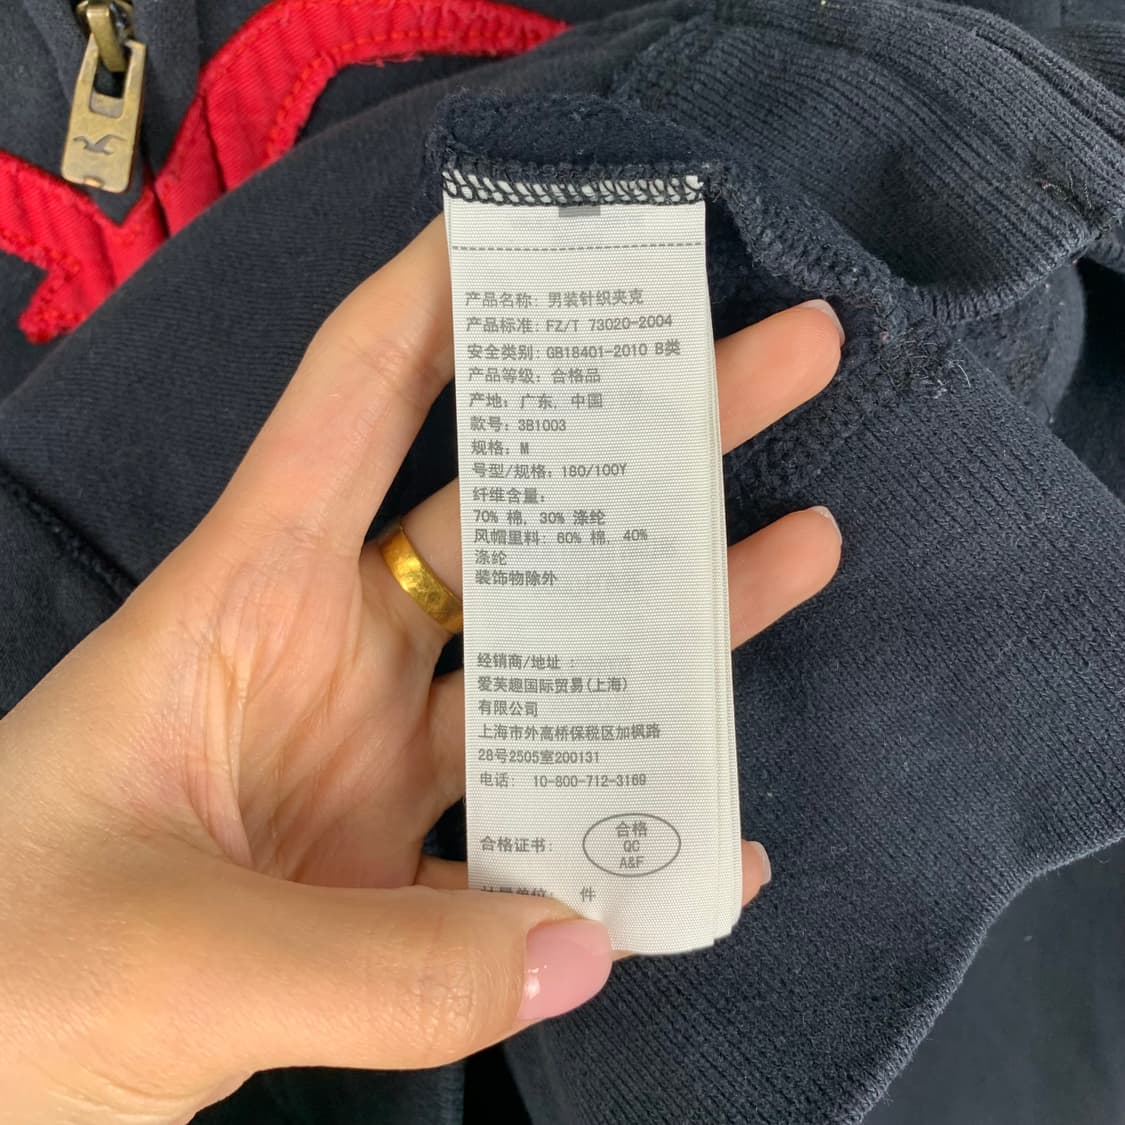 产品名称: 男装针织夹克
产品标准: FZ/T 73020-2004
安全类别: GB18401-2010 B类
产品等级: 合格品
产地: 广东, 中国
款号: 3B1003
规格: M
号型/规格: 180/100Y
纤维含量:
70% 棉, 30% 涤纶
风帽里料: 60% 棉, 40%
涤纶
装饰物除外
经销商/地址 :
爱芙趣国际贸易(上海)
有限公司
上海市外高桥保税区加枫路
28号2505室200131
电话: 10-800-712-3169
合格证书:
合格
QC
A&F
计量单位: 件